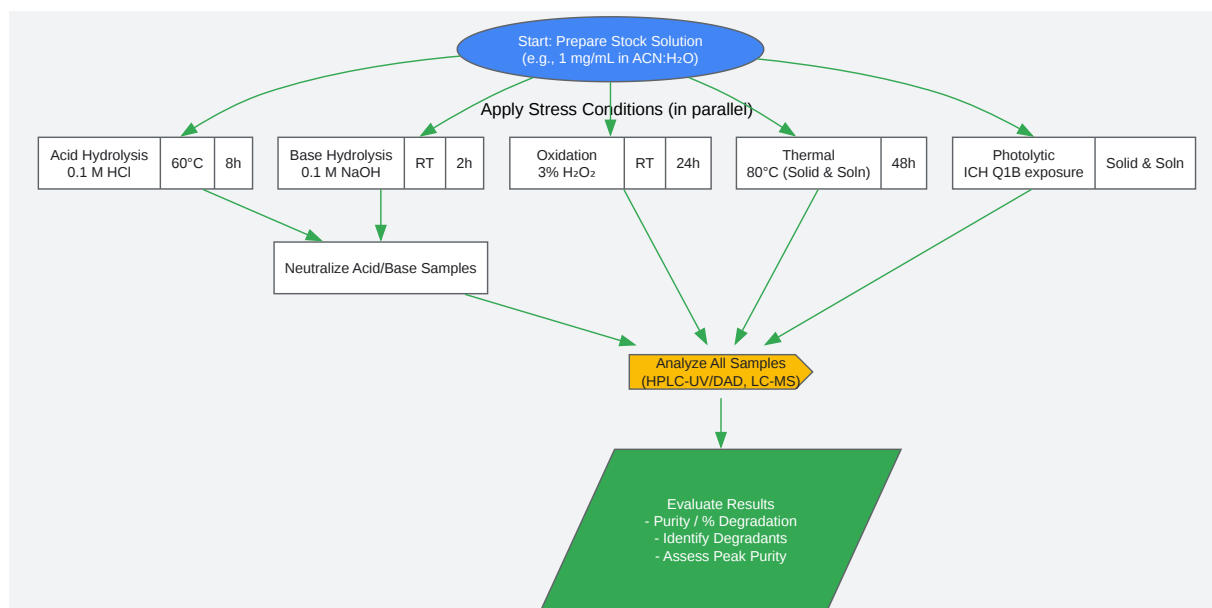 Start: Prepare Stock Solution
(e.g., 1 mg/mL in ACN:H₂O)
Apply Stress Conditions (in parallel)
Acid Hydrolysis
0.1 M HCl
60°C
8h
Base Hydrolysis
0.1 M NaOH
RT
2h
Oxidation
3% H₂O₂
RT
24h
Thermal
80°C (Solid & Soln)
48h
Photolytic
ICH Q1B exposure
Solid & Soln
Neutralize Acid/Base Samples
Analyze All Samples
(HPLC-UV/DAD, LC-MS)
Evaluate Results
- Purity / % Degradation
- Identify Degradants
- Assess Peak Purity